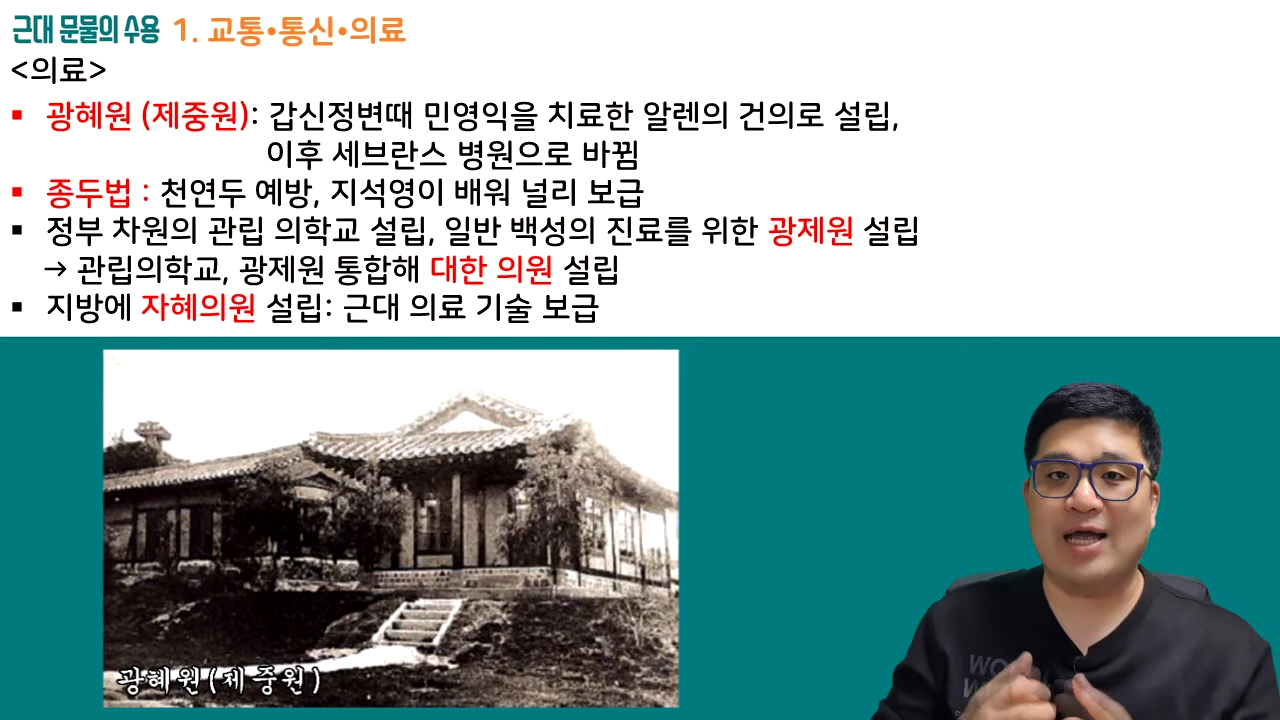 근대 문물의 수용 1. 교통•통신•의료
<의료>
▪ 광혜원 (제중원): 갑신정변때 민영익을 치료한 알렌의 건의로 설립,
이후 세브란스 병원으로 바뀜
▪ 종두법 : 천연두 예방, 지석영이 배워 널리 보급
▪ 정부 차원의 관립 의학교 설립, 일반 백성의 진료를 위한 광제원 설립
→ 관립의학교, 광제원 통합해 대한 의원 설립
▪ 지방에 자혜의원 설립: 근대 의료 기술 보급
광혜원(제중원)